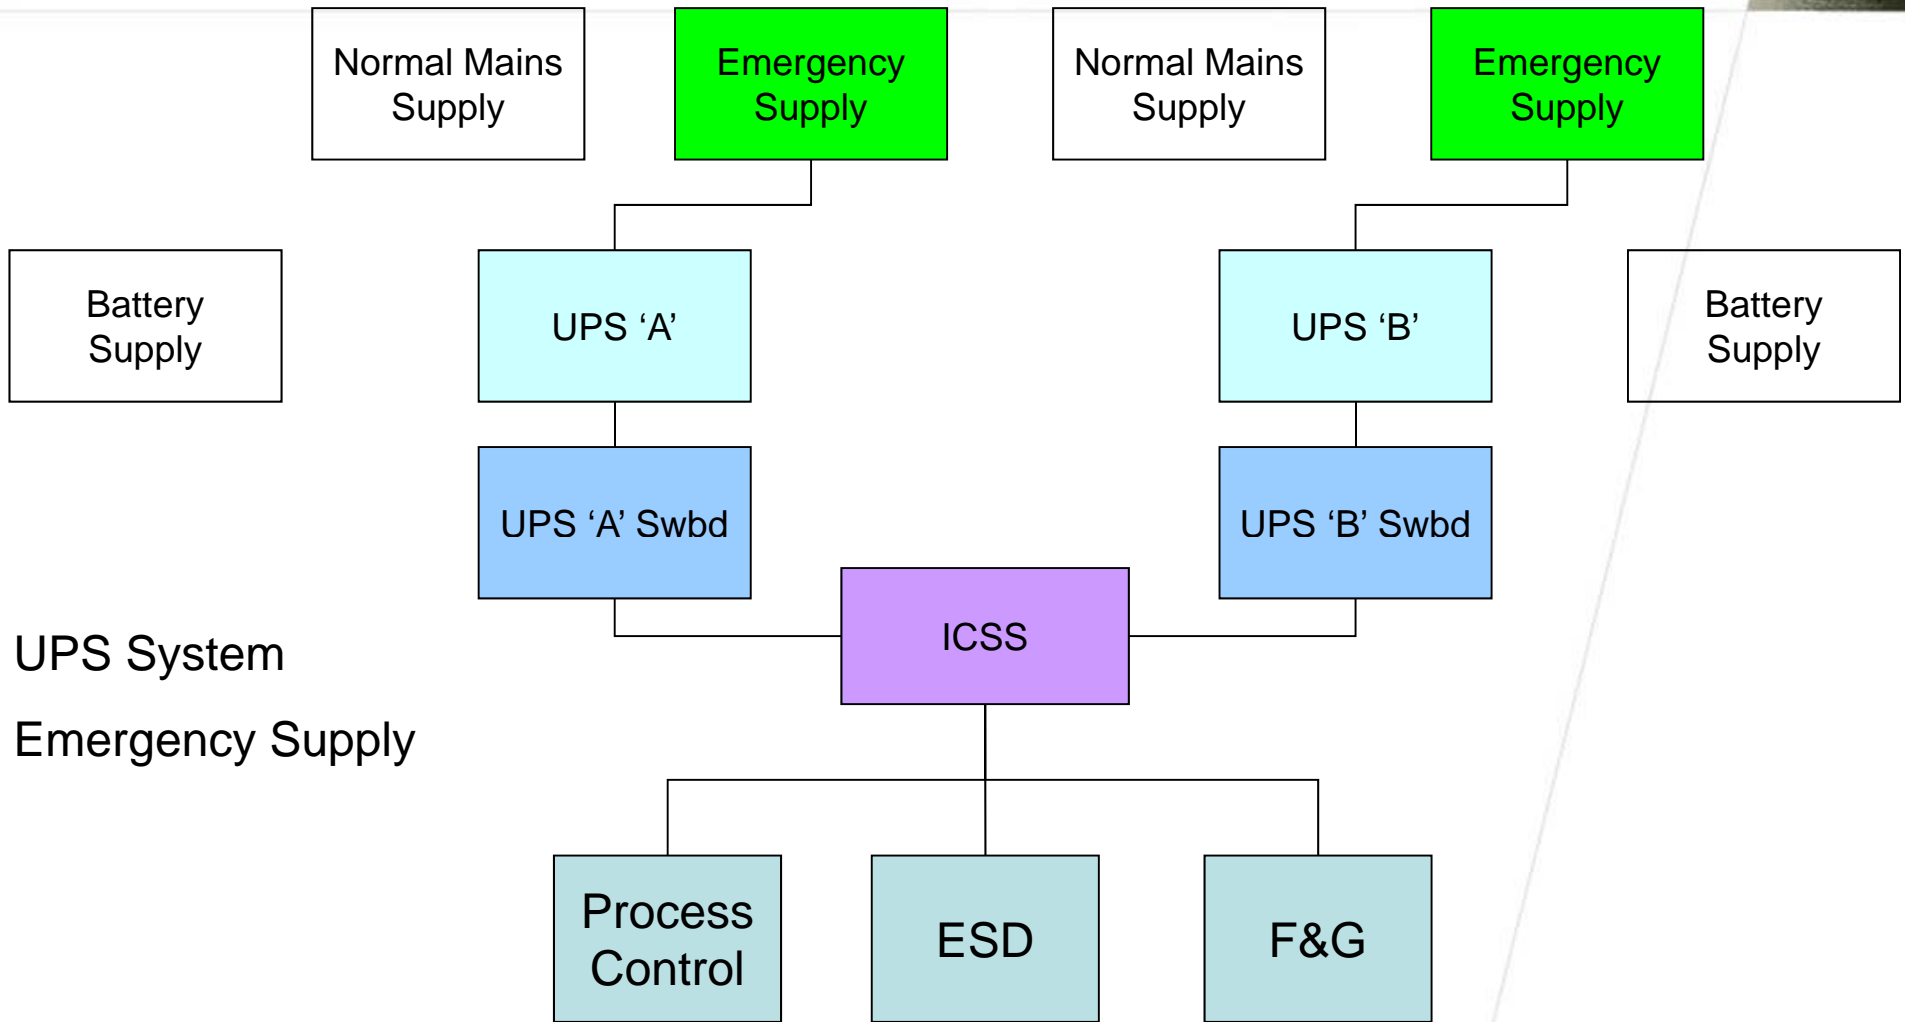 Normal Mains
Supply
Emergency
Supply
Normal Mains
Supply
Emergency
Supply
Battery
Supply
UPS ‘A’
UPS ‘B’
Battery
Supply
UPS ‘A’ Swbd
UPS ‘B’ Swbd
ICSS
UPS System
Emergency Supply
Process
Control
ESD
F&G